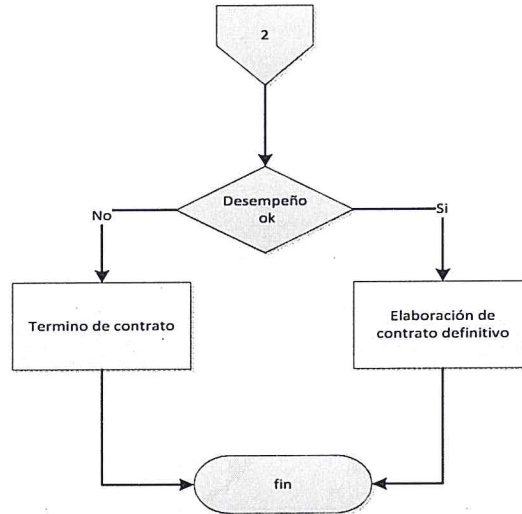 2
Desempeño
ok
No
Si
Termino de contrato
Elaboración de
contrato definitivo
fin